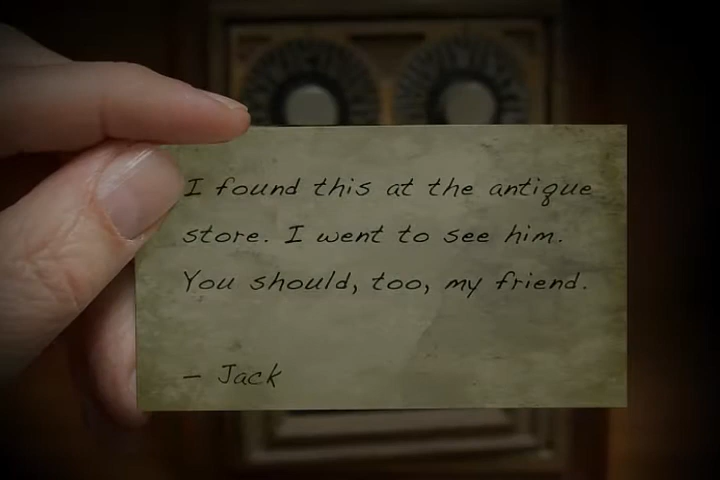 I found this at the antique
store. I went to see him.
You should, too, my friend.
– Jack